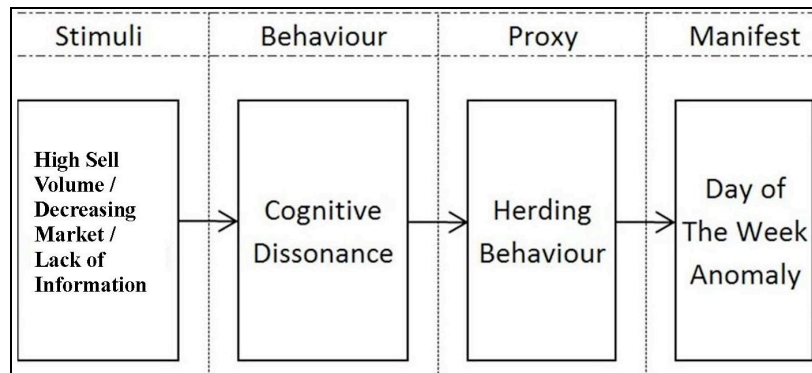 Stimuli
Behaviour
Proxy
Manifest
High Sell
Volume /
Decreasing
Market /
Lack of
Information
Cognitive
Dissonance
Herding
Behaviour
Day of
The Week
Anomaly